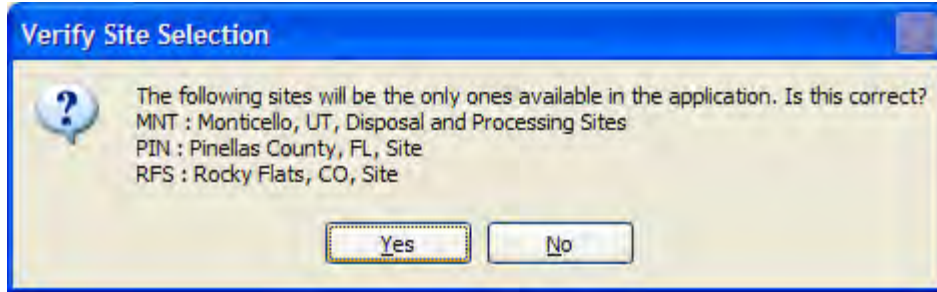 Verify Site Selection
The following sites will be the only ones available in the application. Is this correct?
MNT : Monticello, UT, Disposal and Processing Sites
PIN : Pinellas County, FL, Site
RFS : Rocky Flats, CO, Site
Yes No